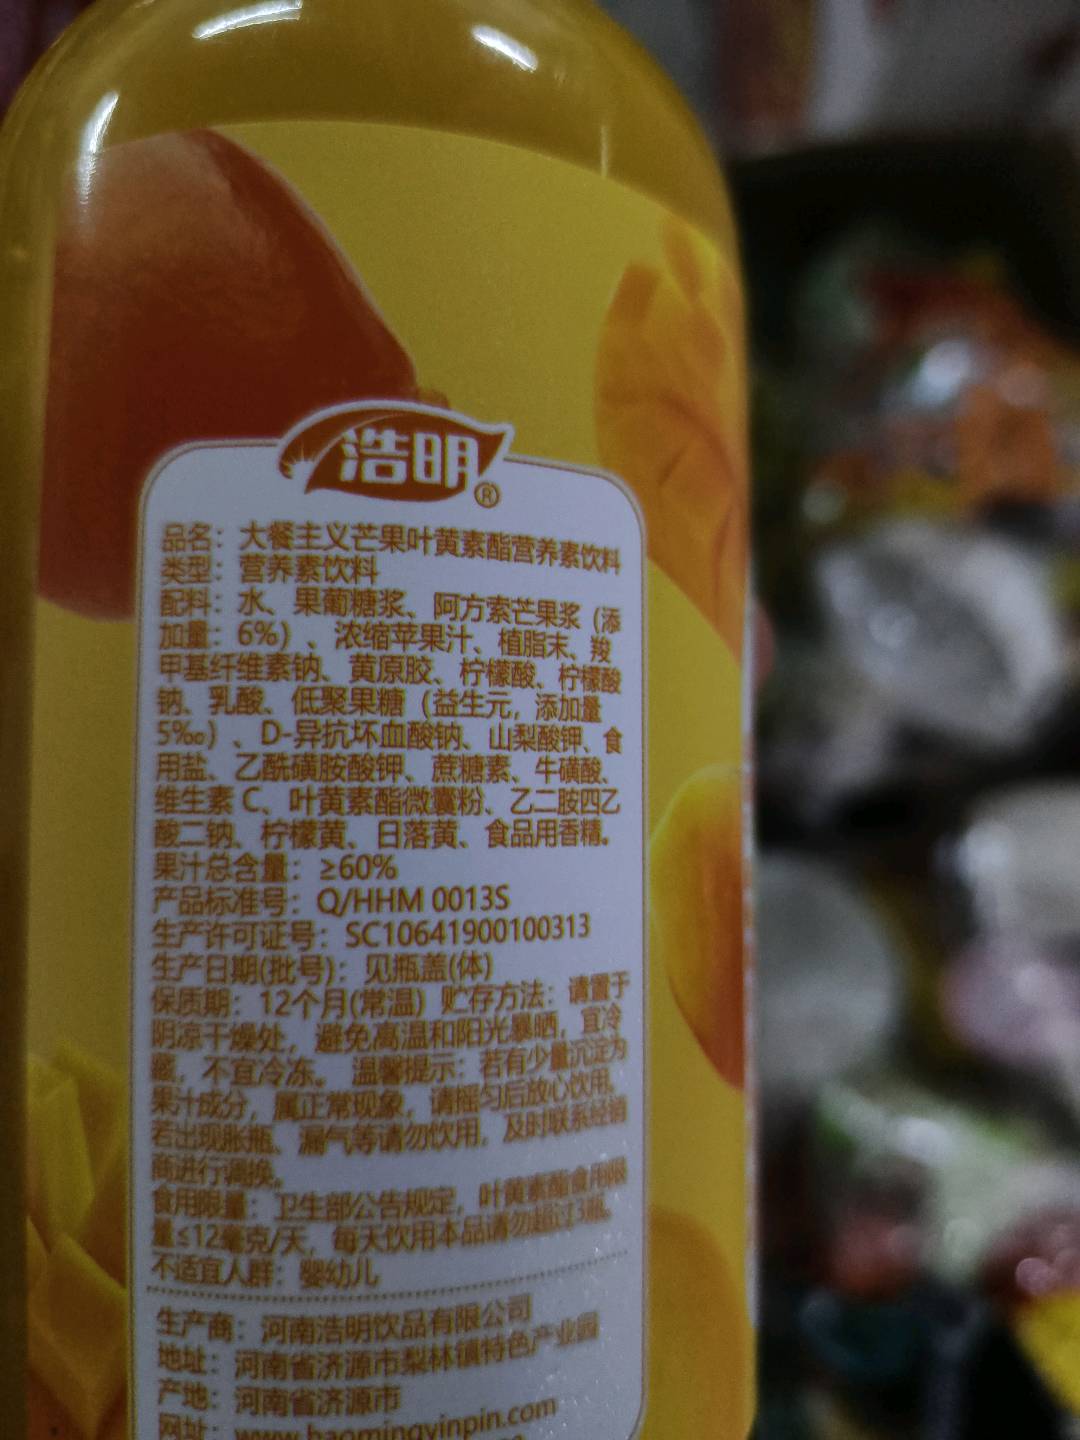 浩明®
品名：大餐主义芒果叶黄素酯营养素饮料
类型：营养素饮料
配料：水、果葡糖浆、阿方索芒果浆（添
加量：6%）、浓缩苹果汁、植脂末、羧
甲基纤维素钠、黄原胶、柠檬酸、柠檬酸
钠、乳酸、低聚果糖（益生元，添加量
5‰）、D-异抗坏血酸钠、山梨酸钾、食
用盐、乙酰磺胺酸钾、蔗糖素、牛磺酸、
维生素 C、叶黄素酯微囊粉、乙二胺四乙
酸二钠、柠檬黄、日落黄、食品用香精。
果汁总含量：≥60%
产品标准号：Q/HHM 0013S
生产许可证号：SC10641900100313
生产日期(批号)：见瓶盖(体)
保质期：12个月(常温) 贮存方法：请置于
阴凉干燥处，避免高温和阳光暴晒，宜冷
藏，不宜冷冻。 温馨提示：若有少量沉淀为
果汁成分，属正常现象，请摇匀后放心饮用，
若出现胀瓶、漏气等请勿饮用，及时联系经销
商进行调换。
食用限量：卫生部公告规定，叶黄素酯食用限
量≤12毫克/天，每天饮用本品请勿超过3瓶。
不适宜人群：婴幼儿
生产商：河南浩明饮品有限公司
地址：河南省济源市梨林镇特色产业园
产地：河南省济源市
网址：www.haomingyinpin.com